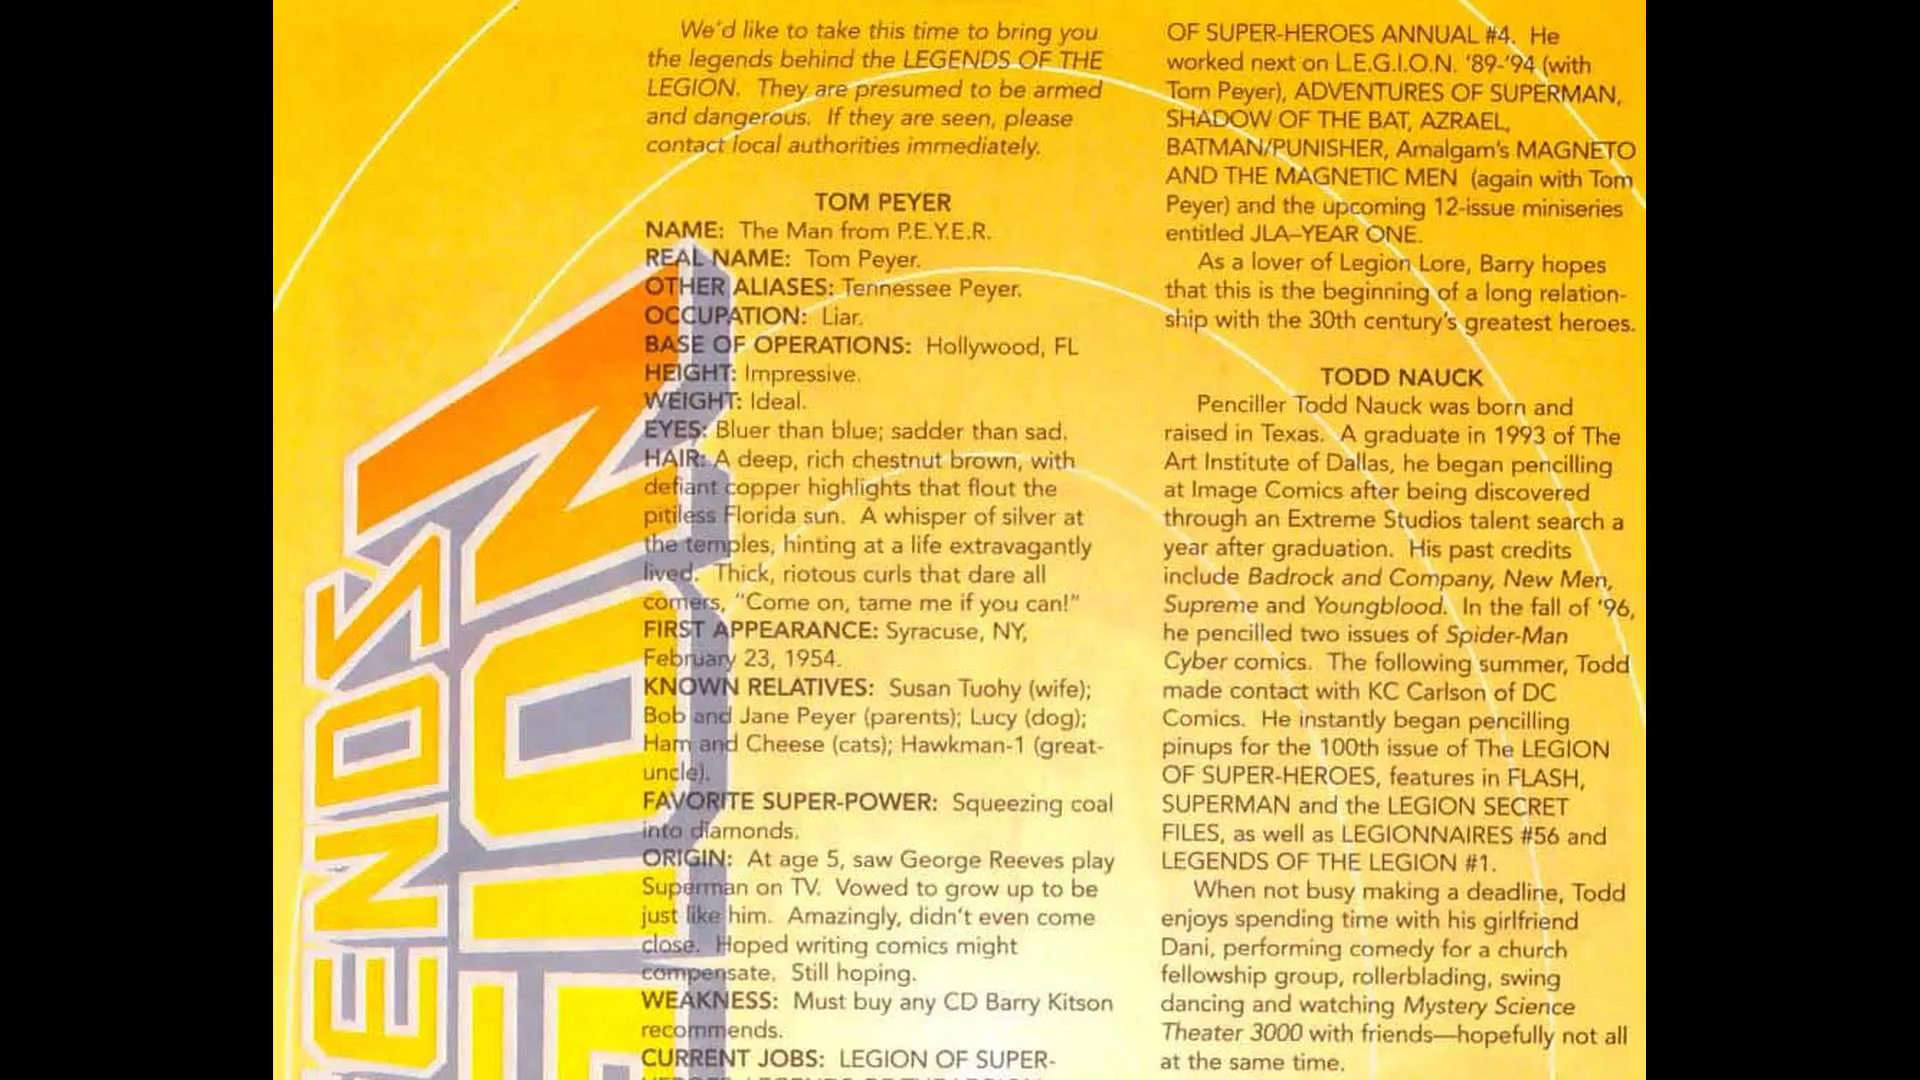 We'd like to take this time to bring you
the legends behind the LEGENDS OF THE
LEGION. They are presumed to be armed
and dangerous. If they are seen, please
contact local authorities immediately.
TOM PEYER
NAME: The Man from P.E.Y.E.R.
REAL NAME: Tom Peyer.
OTHER ALIASES: Tennessee Peyer.
OCCUPATION: Liar.
BASE OF OPERATIONS: Hollywood, FL
HEIGHT: Impressive.
WEIGHT: Ideal.
EYES: Bluer than blue; sadder than sad.
HAIR: A deep, rich chestnut brown, with
defiant copper highlights that flout the
pitiless Florida sun. A whisper of silver at
the temples, hinting at a life extravagantly
lived. Thick, riotous curls that dare all
comers, "Come on, tame me if you can!"
FIRST APPEARANCE: Syracuse, NY,
February 23, 1954.
KNOWN RELATIVES: Susan Tuohy (wife);
Bob and Jane Peyer (parents); Lucy (dog);
Ham and Cheese (cats); Hawkman-1 (great-
uncle).
FAVORITE SUPER-POWER: Squeezing coal
into diamonds.
ORIGIN: At age 5, saw George Reeves play
Superman on TV. Vowed to grow up to be
just like him. Amazingly, didn't even come
close. Hoped writing comics might
compensate. Still hoping.
WEAKNESS: Must buy any CD Barry Kitson
recommends.
CURRENT JOBS: LEGION OF SUPER-
OF SUPER-HEROES ANNUAL #4. He
worked next on L.E.G.I.O.N. '89-'94 (with
Tom Peyer), ADVENTURES OF SUPERMAN,
SHADOW OF THE BAT, AZRAEL,
BATMAN/PUNISHER, Amalgam's MAGNETO
AND THE MAGNETIC MEN (again with Tom
Peyer) and the upcoming 12-issue miniseries
entitled JLA–YEAR ONE.
As a lover of Legion Lore, Barry hopes
that this is the beginning of a long relation-
ship with the 30th century's greatest heroes.
TODD NAUCK
Penciller Todd Nauck was born and
raised in Texas. A graduate in 1993 of The
Art Institute of Dallas, he began pencilling
at Image Comics after being discovered
through an Extreme Studios talent search a
year after graduation. His past credits
include Badrock and Company, New Men,
Supreme and Youngblood. In the fall of '96,
he pencilled two issues of Spider-Man
Cyber comics. The following summer, Todd
made contact with KC Carlson of DC
Comics. He instantly began pencilling
pinups for the 100th issue of The LEGION
OF SUPER-HEROES, features in FLASH,
SUPERMAN and the LEGION SECRET
FILES, as well as LEGIONNAIRES #56 and
LEGENDS OF THE LEGION #1.
When not busy making a deadline, Todd
enjoys spending time with his girlfriend
Dani, performing comedy for a church
fellowship group, rollerblading, swing
dancing and watching Mystery Science
Theater 3000 with friends—hopefully not all
at the same time.